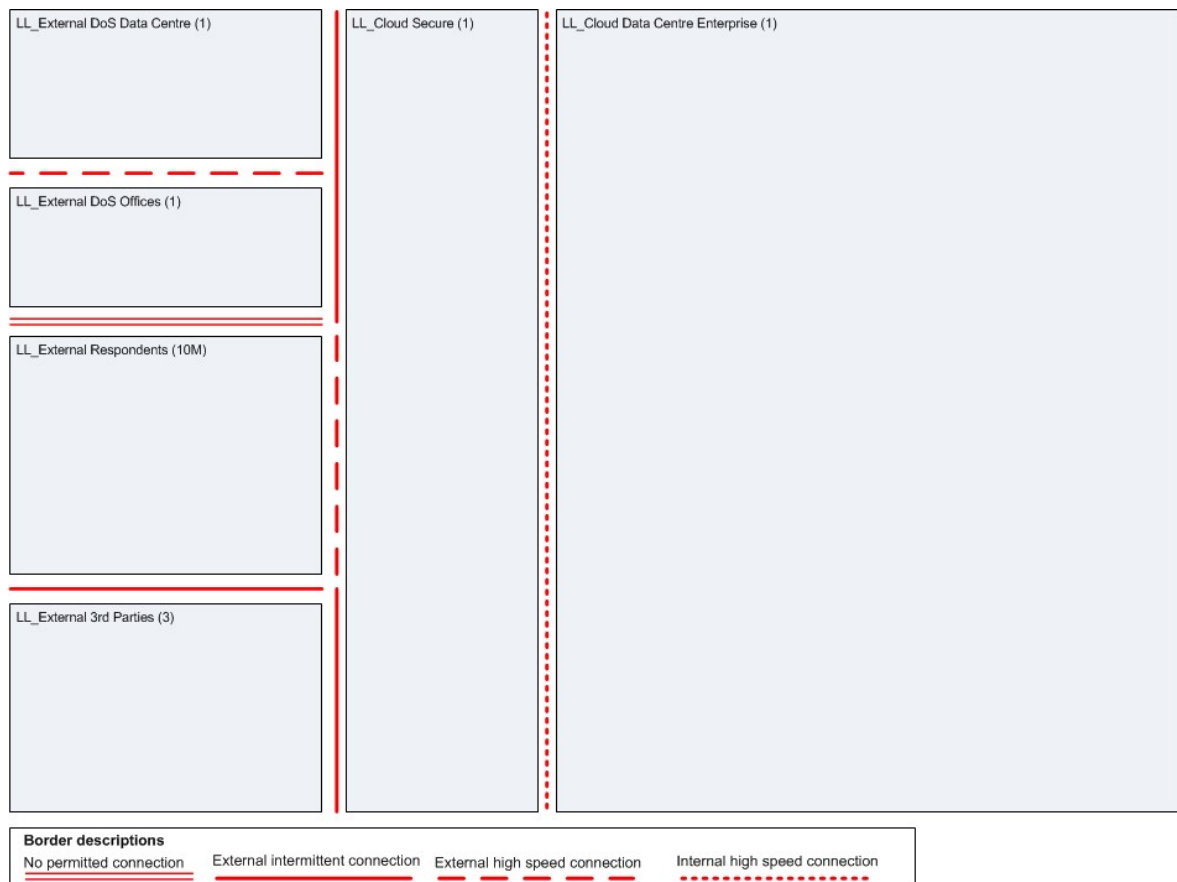 LL_External DoS Data Centre (1)
LL_Cloud Secure (1)
LL_Cloud Data Centre Enterprise (1)
LL_External DoS Offices (1)
LL_External Respondents (10M)
LL_External 3rd Parties (3)
Border descriptions
No permitted connection
External intermittent connection
External high speed connection
Internal high speed connection